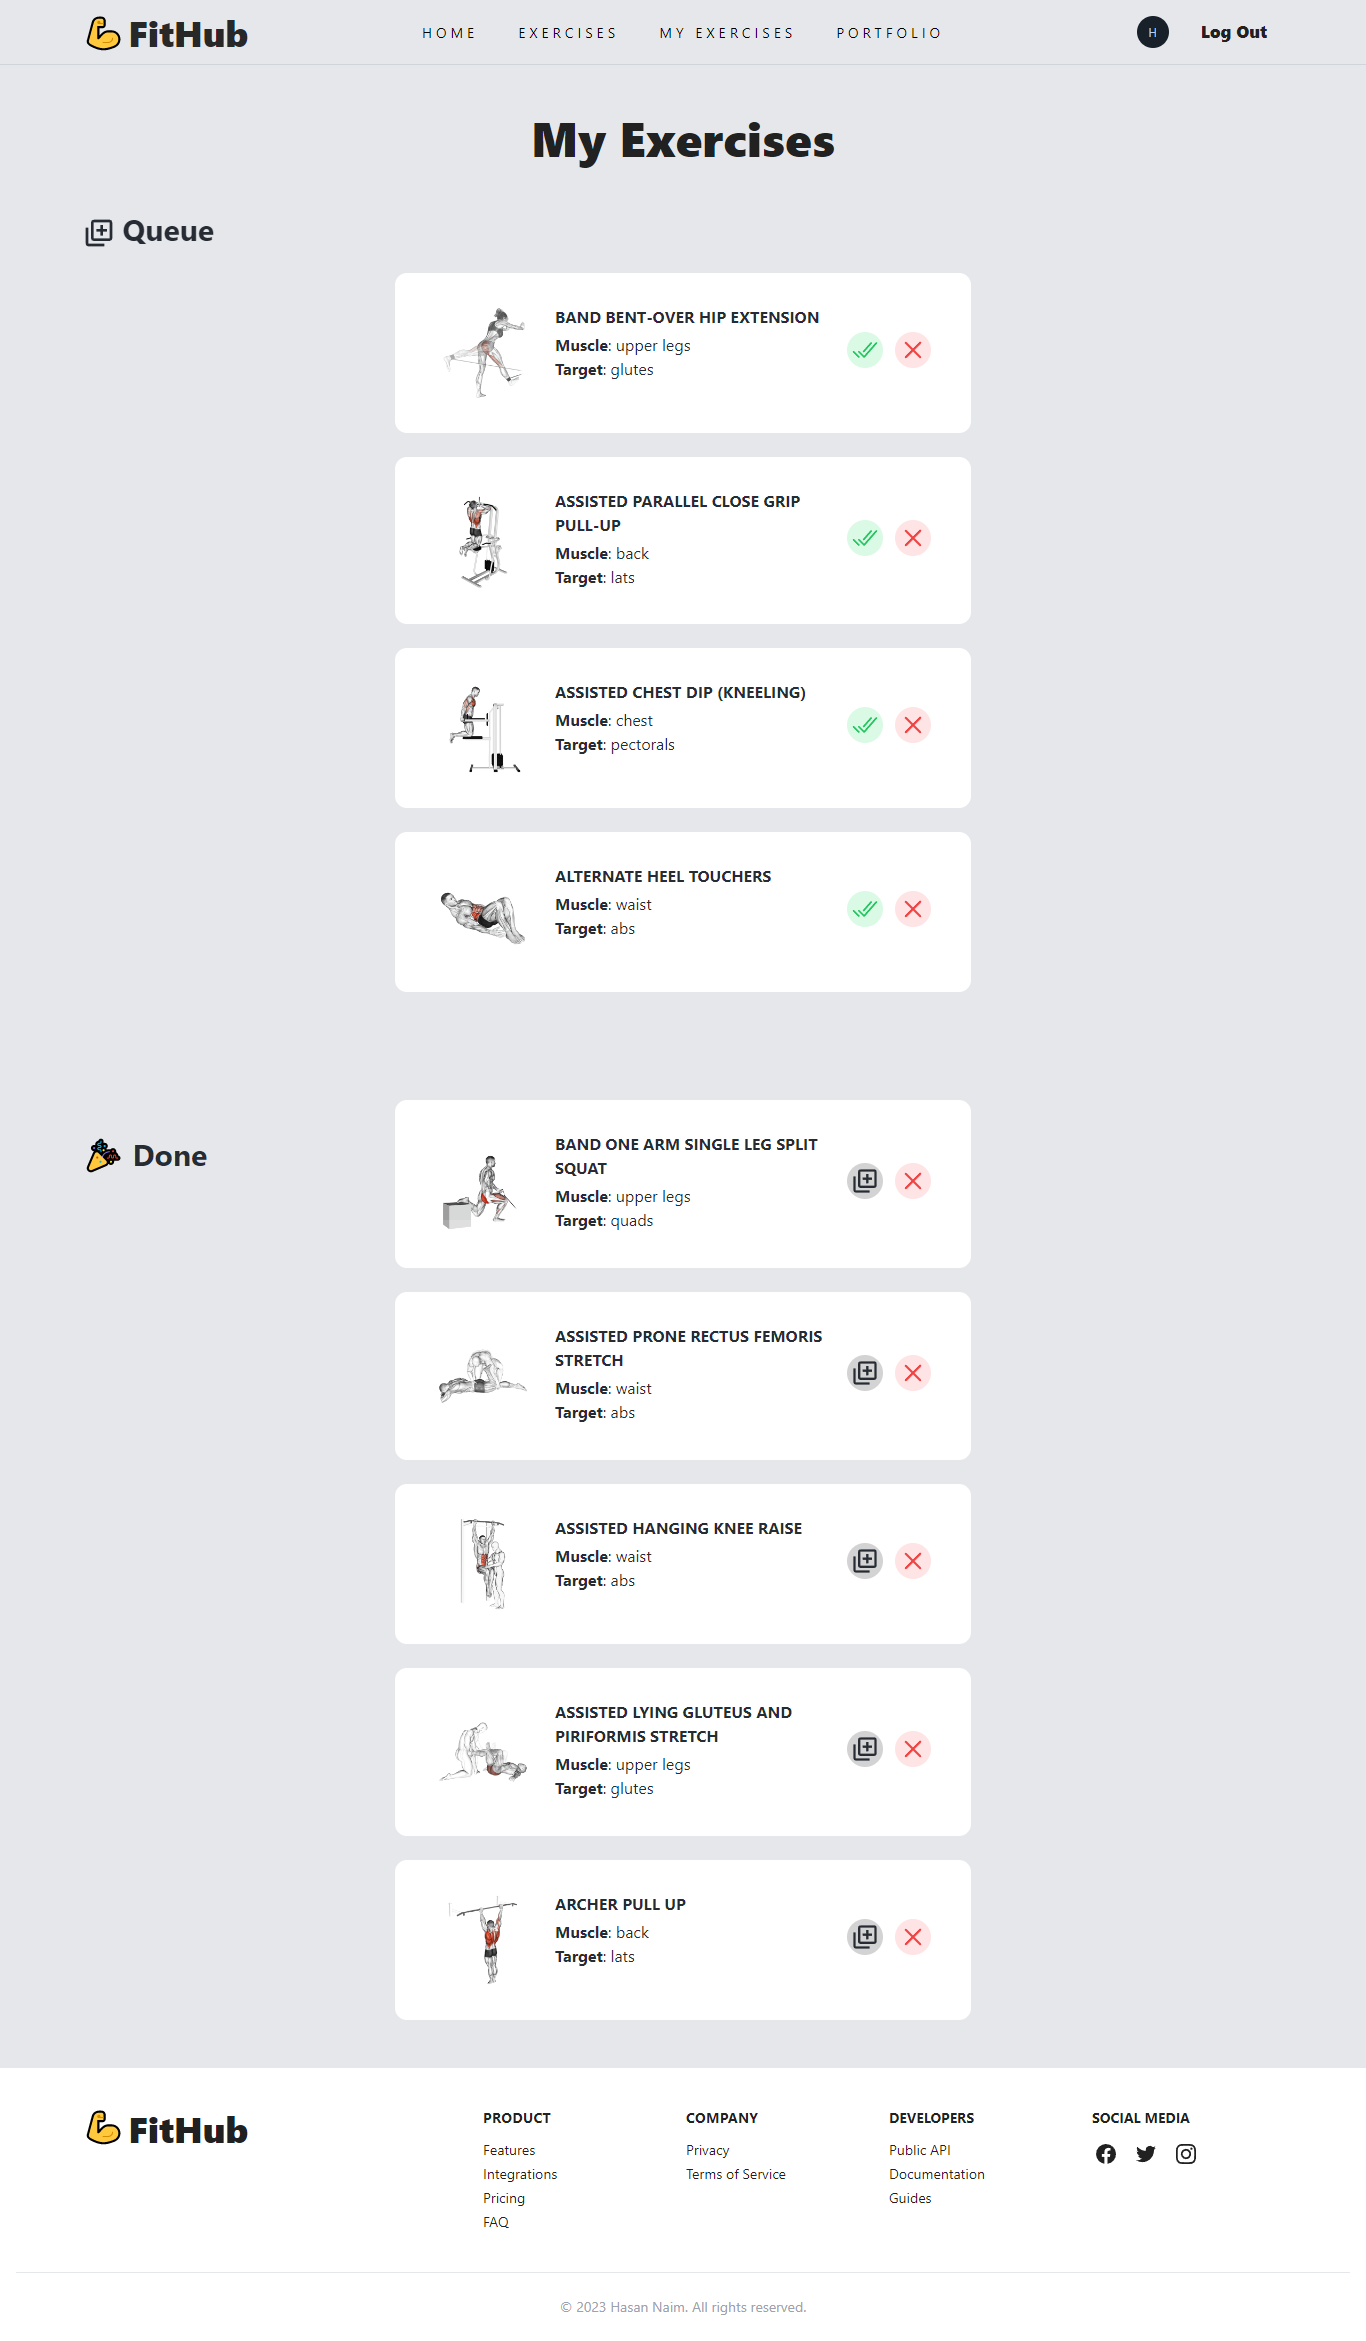 FitHub
HOME EXERCISES MY EXERCISES PORTFOLIO
H
Log Out
My Exercises
Queue
BAND BENT-OVER HIP EXTENSION
Muscle: upper legs
Target: glutes
ASSISTED PARALLEL CLOSE GRIP
PULL-UP
Muscle: back
Target: lats
ASSISTED CHEST DIP (KNEELING)
Muscle: chest
Target: pectorals
ALTERNATE HEEL TOUCHERS
Muscle: waist
Target: abs
Done
BAND ONE ARM SINGLE LEG SPLIT
SQUAT
Muscle: upper legs
Target: quads
ASSISTED PRONE RECTUS FEMORIS
STRETCH
Muscle: waist
Target: abs
ASSISTED HANGING KNEE RAISE
Muscle: waist
Target: abs
ASSISTED LYING GLUTEUS AND
PIRIFORMIS STRETCH
Muscle: upper legs
Target: glutes
ARCHER PULL UP
Muscle: back
Target: lats
FitHub
PRODUCT
Features
Integrations
Pricing
FAQ
COMPANY
Privacy
Terms of Service
DEVELOPERS
Public API
Documentation
Guides
SOCIAL MEDIA
© 2023 Hasan Naim. All rights reserved.